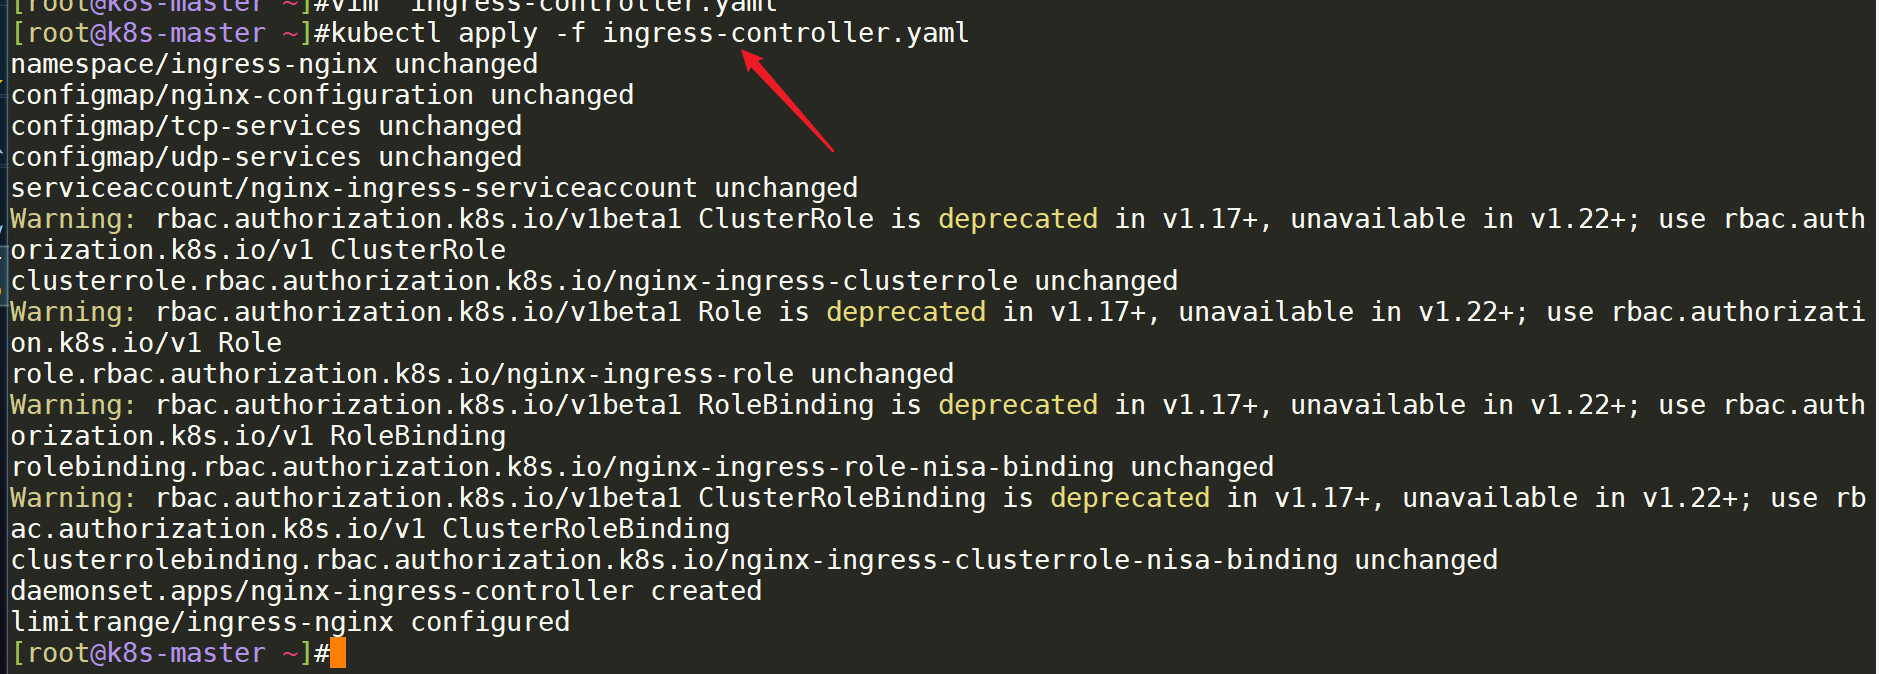 [root@k8s-master ~]#vim  ingress-controller.yaml
[root@k8s-master ~]#kubectl apply -f ingress-controller.yaml
namespace/ingress-nginx unchanged
configmap/nginx-configuration unchanged
configmap/tcp-services unchanged
configmap/udp-services unchanged
serviceaccount/nginx-ingress-serviceaccount unchanged
Warning: rbac.authorization.k8s.io/v1beta1 ClusterRole is deprecated in v1.17+, unavailable in v1.22+; use rbac.auth
orization.k8s.io/v1 ClusterRole
clusterrole.rbac.authorization.k8s.io/nginx-ingress-clusterrole unchanged
Warning: rbac.authorization.k8s.io/v1beta1 Role is deprecated in v1.17+, unavailable in v1.22+; use rbac.authorizati
on.k8s.io/v1 Role
role.rbac.authorization.k8s.io/nginx-ingress-role unchanged
Warning: rbac.authorization.k8s.io/v1beta1 RoleBinding is deprecated in v1.17+, unavailable in v1.22+; use rbac.auth
orization.k8s.io/v1 RoleBinding
rolebinding.rbac.authorization.k8s.io/nginx-ingress-role-nisa-binding unchanged
Warning: rbac.authorization.k8s.io/v1beta1 ClusterRoleBinding is deprecated in v1.17+, unavailable in v1.22+; use rb
ac.authorization.k8s.io/v1 ClusterRoleBinding
clusterrolebinding.rbac.authorization.k8s.io/nginx-ingress-clusterrole-nisa-binding unchanged
daemonset.apps/nginx-ingress-controller created
limitrange/ingress-nginx configured
[root@k8s-master ~]#